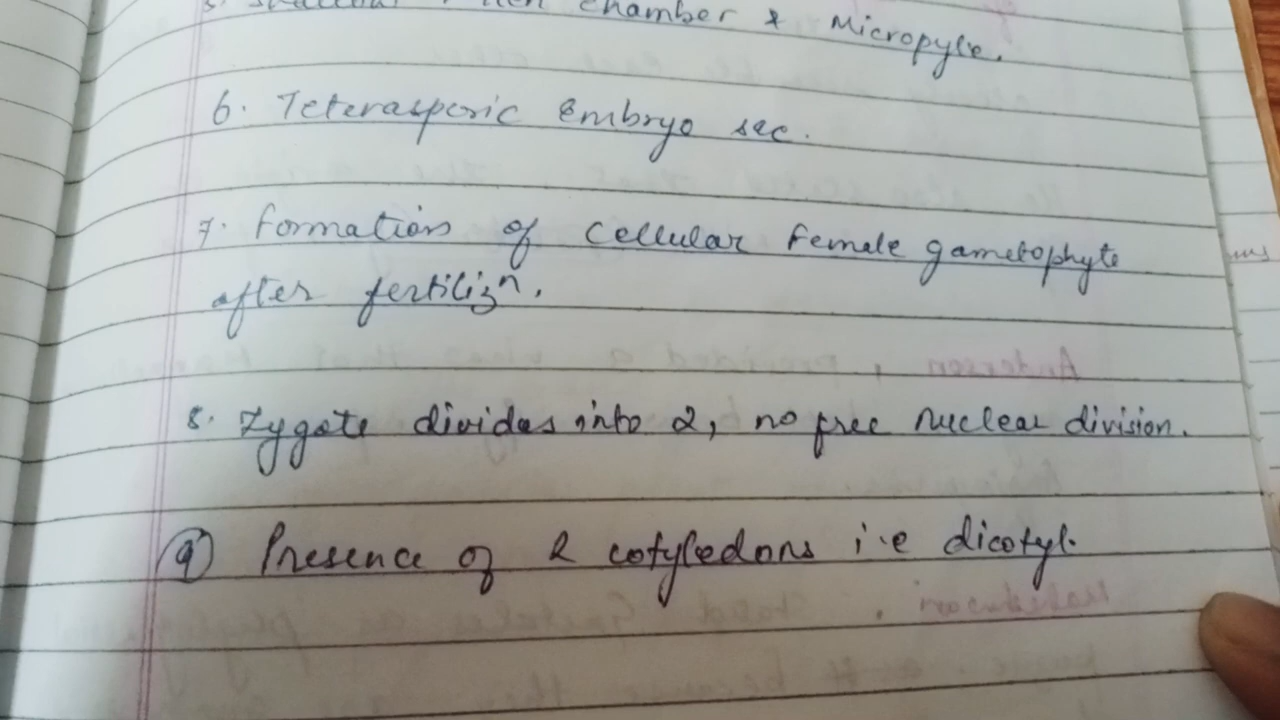 chamber & Micropyle.
6. Teterasporic Embryo sac.
7. Formation of cellular Female gametophyte
after fertilizn.
8. Zygote divides into 2, no free nuclear division.
9) Presence of 2 cotyledons i.e dicotyl.